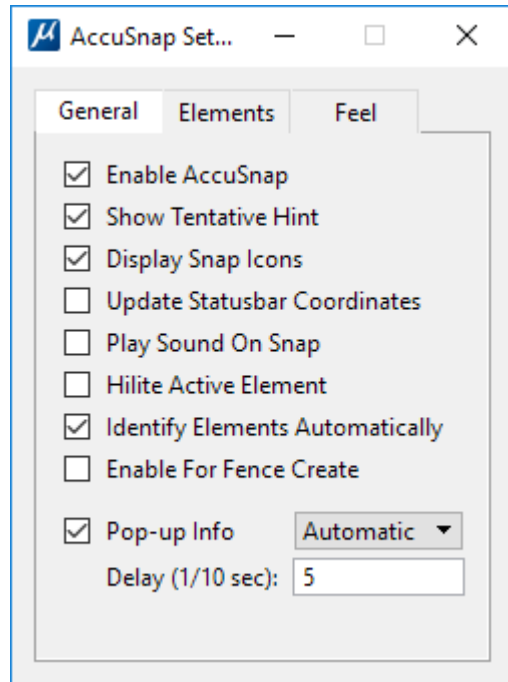 AccuSnap Set...
General Elements Feel
Enable AccuSnap
Show Tentative Hint
Display Snap Icons
Update Statusbar Coordinates
Play Sound On Snap
Hilite Active Element
Identify Elements Automatically
Enable For Fence Create
Pop-up Info Automatic
Delay (1/10 sec): 5